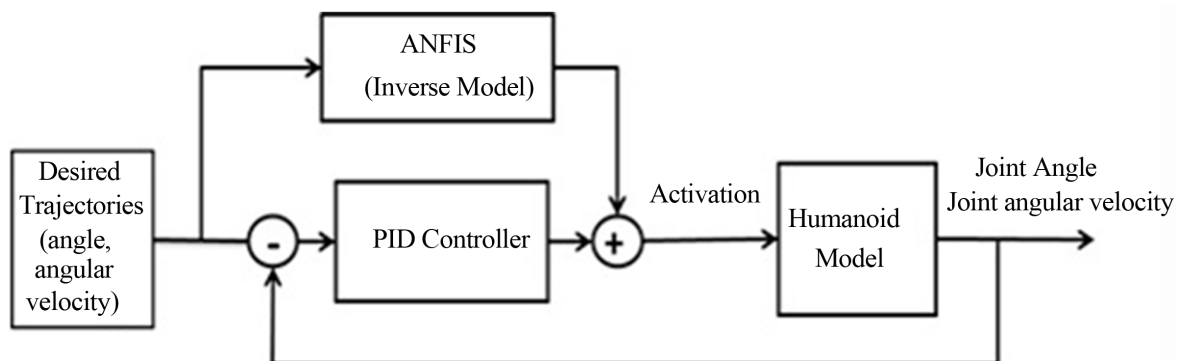 ANFIS
(Inverse Model)
Desired
Trajectories
(angle,
angular
velocity)
-
PID Controller
+
Activation
Humanoid
Model
Joint Angle
Joint angular velocity